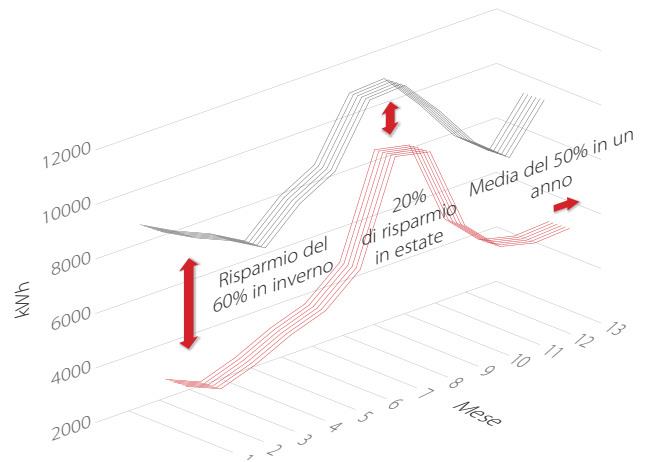 12000
10000
8000
6000
4000
2000
kWh
Risparmio del
60% in inverno
20%
di risparmio
in estate
Media del 50% in un
anno
1
2
3
4
5
6
7
8
9
10
11
12
13
Mese